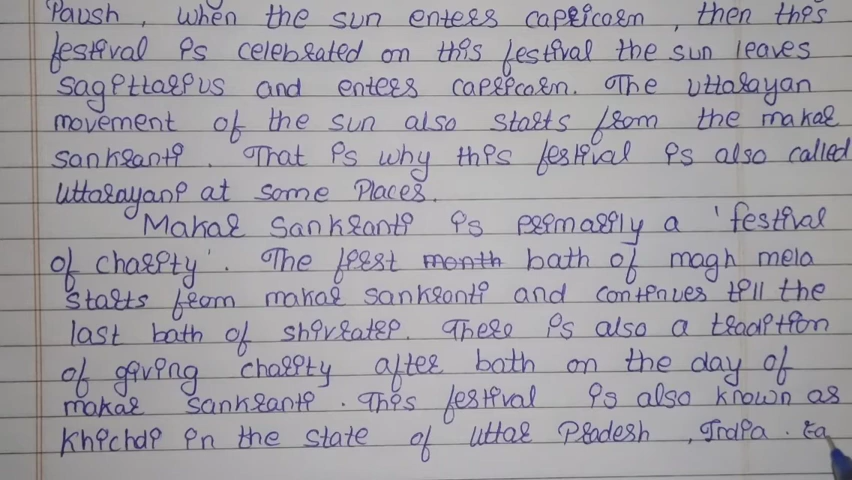 Paush, when the sun enters capricorn, then this
festival is celebrated on this festival the sun leaves
sagittarius and enters capricorn. The uttarayan
movement of the sun also starts from the makar
sankranti. That is why this festival is also called
uttarayani at some Places.
Makar sankranti is primarily a 'festival
of charity'. The first month bath of magh mela
starts from makar sankranti and continues till the
last bath of shivratri. There is also a tradition
of giving charity after bath on the day of
makar sankranti. This festival is also known as
Khichdi in the state of uttar Pradesh, India. Ea